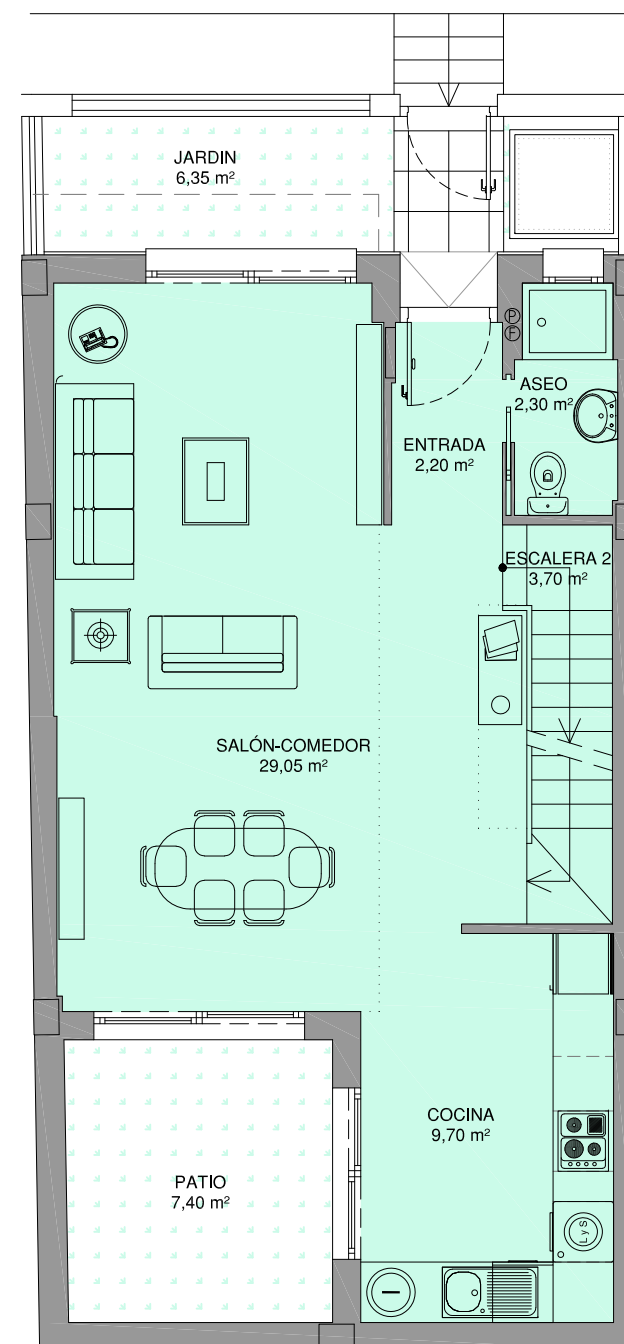 JARDIN
6,35 m²
P
F
ASEO
2,30 m²
ENTRADA
2,20 m²
ESCALERA 2
3,70 m²
SALÓN-COMEDOR
29,05 m²
COCINA
9,70 m²
PATIO
7,40 m²
L y S